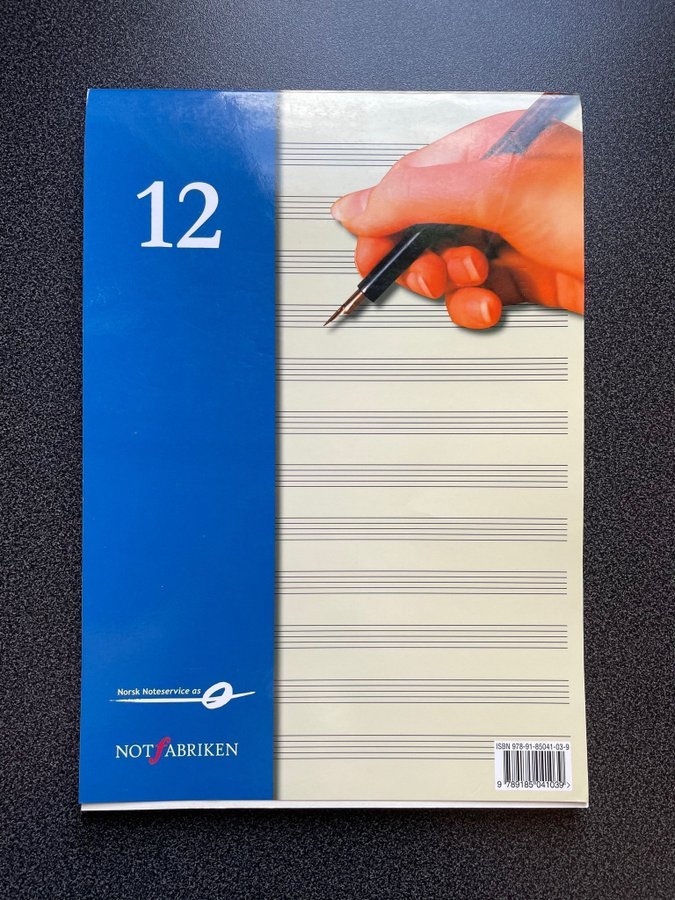 12
Norsk Noteservice as
NOTfABRIKEN
ISBN 978-91-85041-03-9
9 789185 041039 >